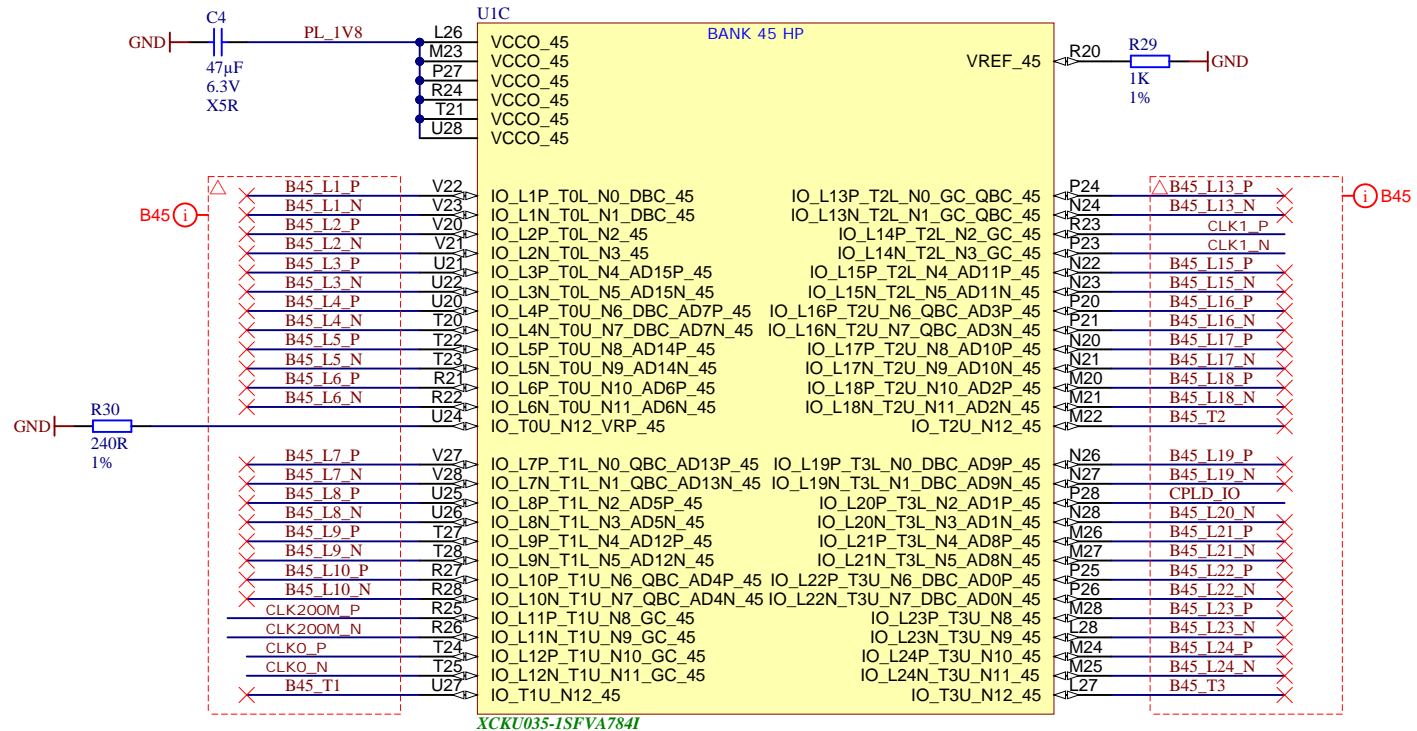 U1C
BANK 45 HP
C4
GND
PL_1V8
47µF
6.3V
X5R
L26 VCCO_45
M23 VCCO_45
P27 VCCO_45
R24 VCCO_45
T21 VCCO_45
U28 VCCO_45
VREF_45 R20
R29
1K
1%
GND
B45
B45_L1_P V22 IO_L1P_T0L_N0_DBC_45
B45_L1_N V23 IO_L1N_T0L_N1_DBC_45
B45_L2_P V20 IO_L2P_T0L_N2_45
B45_L2_N V21 IO_L2N_T0L_N3_45
B45_L3_P U21 IO_L3P_T0L_N4_AD15P_45
B45_L3_N U22 IO_L3N_T0L_N5_AD15N_45
B45_L4_P U20 IO_L4P_T0U_N6_DBC_AD7P_45
B45_L4_N T20 IO_L4N_T0U_N7_DBC_AD7N_45
B45_L5_P T22 IO_L5P_T0U_N8_AD14P_45
B45_L5_N T23 IO_L5N_T0U_N9_AD14N_45
B45_L6_P R21 IO_L6P_T0U_N10_AD6P_45
B45_L6_N R22 IO_L6N_T0U_N11_AD6N_45
GND
R30
240R
1%
U24 IO_T0U_N12_VRP_45
B45_L7_P V27 IO_L7P_T1L_N0_QBC_AD13P_45
B45_L7_N V28 IO_L7N_T1L_N1_QBC_AD13N_45
B45_L8_P U25 IO_L8P_T1L_N2_AD5P_45
B45_L8_N U26 IO_L8N_T1L_N3_AD5N_45
B45_L9_P T27 IO_L9P_T1L_N4_AD12P_45
B45_L9_N T28 IO_L9N_T1L_N5_AD12N_45
B45_L10_P R27 IO_L10P_T1U_N6_QBC_AD4P_45
B45_L10_N R28 IO_L10N_T1U_N7_QBC_AD4N_45
CLK200M_P R25 IO_L11P_T1U_N8_GC_45
CLK200M_N R26 IO_L11N_T1U_N9_GC_45
CLK0_P T24 IO_L12P_T1U_N10_GC_45
CLK0_N T25 IO_L12N_T1U_N11_GC_45
B45_T1 U27 IO_T1U_N12_45
IO_L13P_T2L_N0_GC_QBC_45 P24 B45_L13_P
IO_L13N_T2L_N1_GC_QBC_45 N24 B45_L13_N
IO_L14P_T2L_N2_GC_45 R23 CLK1_P
IO_L14N_T2L_N3_GC_45 P23 CLK1_N
IO_L15P_T2L_N4_AD11P_45 N22 B45_L15_P
IO_L15N_T2L_N5_AD11N_45 N23 B45_L15_N
IO_L16P_T2U_N6_QBC_AD3P_45 P20 B45_L16_P
IO_L16N_T2U_N7_QBC_AD3N_45 P21 B45_L16_N
IO_L17P_T2U_N8_AD10P_45 N20 B45_L17_P
IO_L17N_T2U_N9_AD10N_45 N21 B45_L17_N
IO_L18P_T2U_N10_AD2P_45 M20 B45_L18_P
IO_L18N_T2U_N11_AD2N_45 M21 B45_L18_N
IO_T2U_N12_45 M22 B45_T2
IO_L19P_T3L_N0_DBC_AD9P_45 N26 B45_L19_P
IO_L19N_T3L_N1_DBC_AD9N_45 N27 B45_L19_N
IO_L20P_T3L_N2_AD1P_45 P28 CPLD_IO
IO_L20N_T3L_N3_AD1N_45 N28 B45_L20_N
IO_L21P_T3L_N4_AD8P_45 M26 B45_L21_P
IO_L21N_T3L_N5_AD8N_45 M27 B45_L21_N
IO_L22P_T3U_N6_DBC_AD0P_45 P25 B45_L22_P
IO_L22N_T3U_N7_DBC_AD0N_45 P26 B45_L22_N
IO_L23P_T3U_N8_45 M28 B45_L23_P
IO_L23N_T3U_N9_45 L28 B45_L23_N
IO_L24P_T3U_N10_45 M24 B45_L24_P
IO_L24N_T3U_N11_45 M25 B45_L24_N
IO_T3U_N12_45 L27 B45_T3
i B45
XCKU035-1SFVA784I